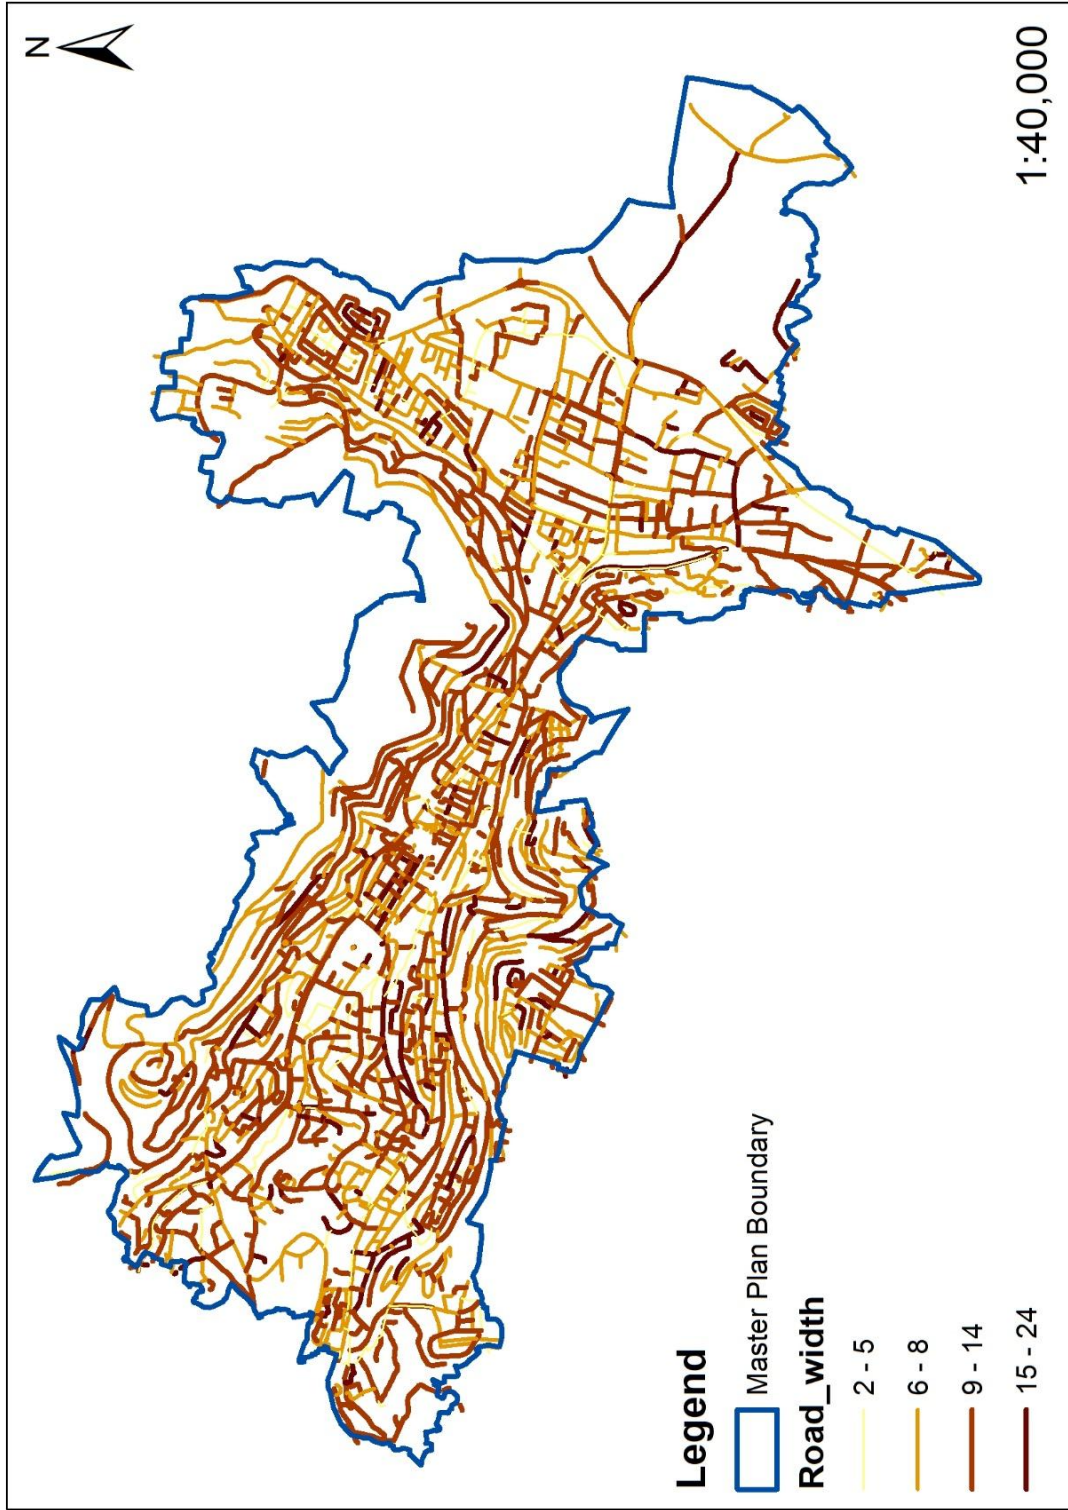 N
Legend
Master Plan Boundary
Road_width
2 - 5
6 - 8
9 - 14
15 - 24
1:40,000